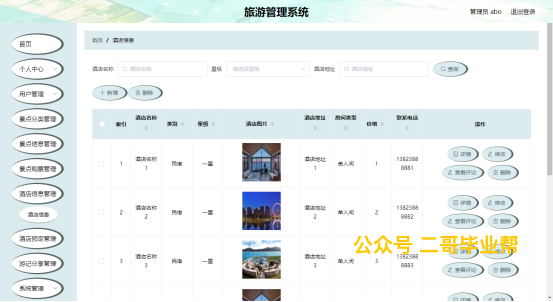 旅游管理系统
管理员 abo 退出登录
首页
个人中心
用户管理
景点分类管理
景点信息管理
景点购票管理
酒店信息管理
酒店信息
酒店预定管理
游记分享管理
系统管理
首页 / 酒店信息
酒店名称 酒店名称 星级 请选择星级 酒店地址 酒店地址 查询
+ 新增 删除
索引 酒店名称 类别 星级 酒店图片 酒店地址 房间类型 价格 联系电话 操作
1 酒店名称1 民宿 一星 酒店地址1 单人间 1 13823888881 详情 修改 查看评论 删除
2 酒店名称2 民宿 一星 酒店地址2 单人间 2 13823888882 详情 修改 查看评论 删除
3 酒店名称3 民宿 一星 酒店地址3 单人间 3 13823888883 详情 修改 查看评论 删除
详情 修改
公众号 二哥毕业帮